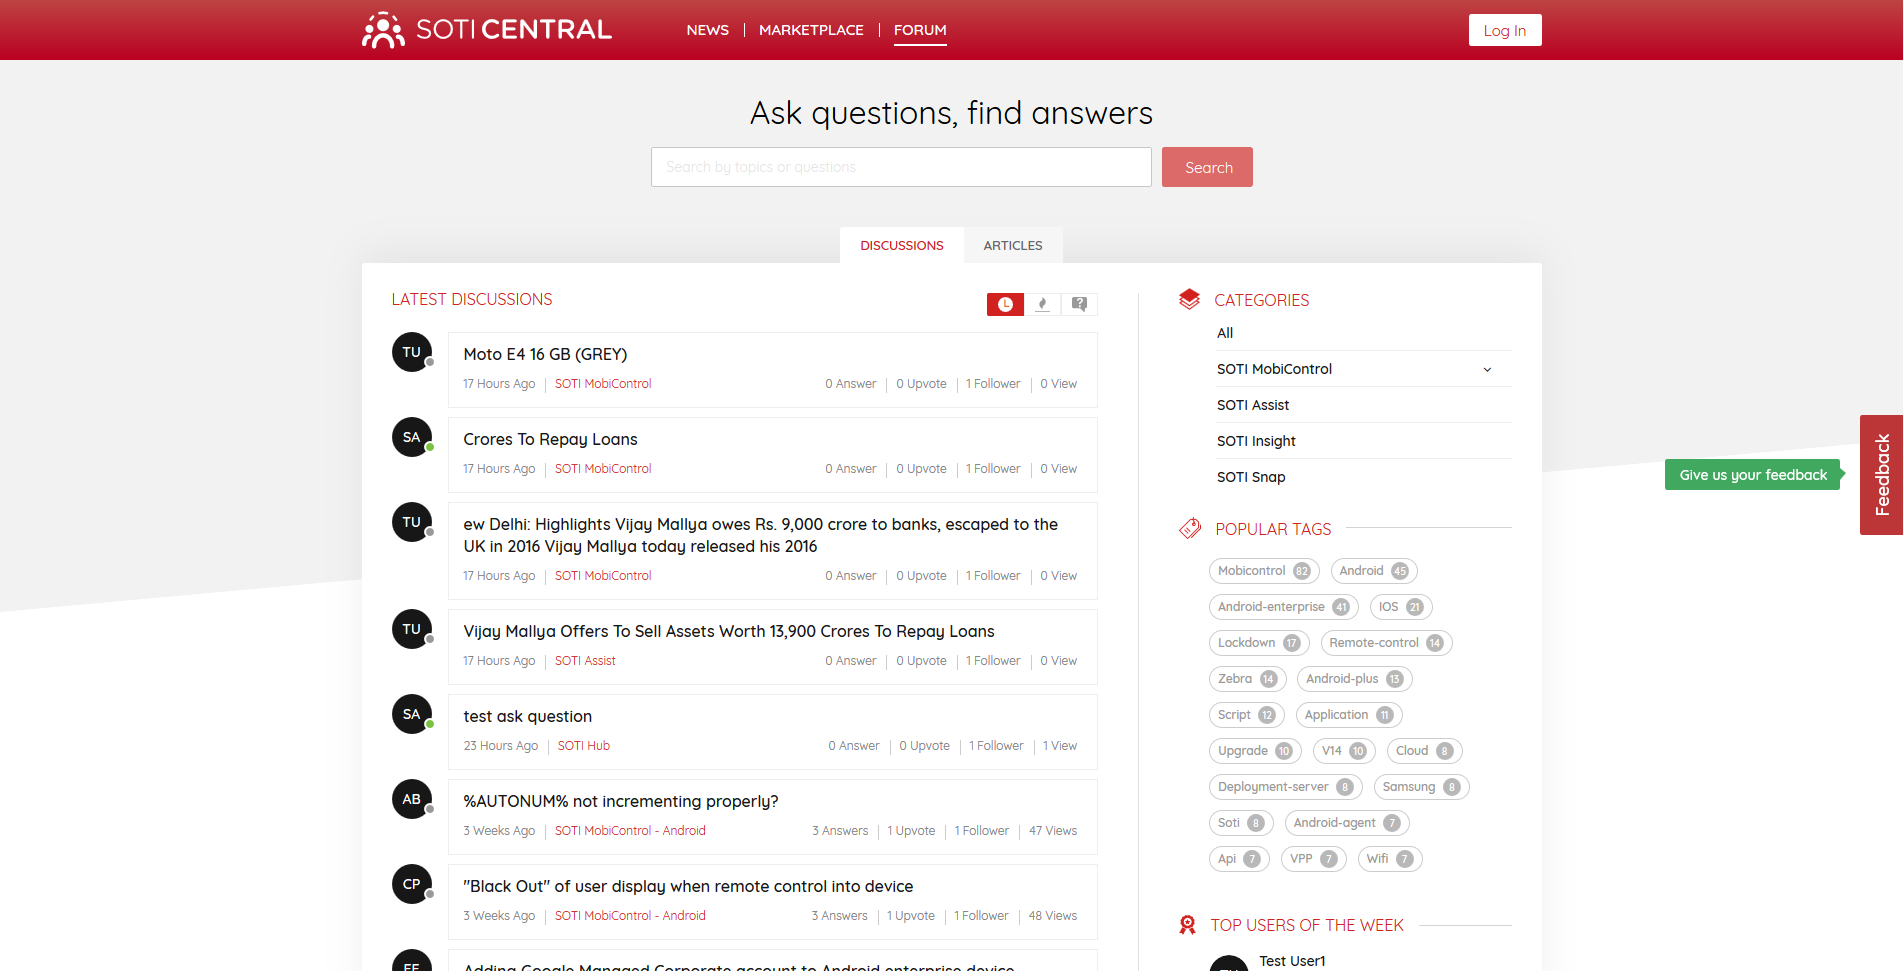 SOTI CENTRAL
NEWS | MARKETPLACE | FORUM
Log In
Ask questions, find answers
Search by topics or questions
Search
DISCUSSIONS
ARTICLES
LATEST DISCUSSIONS
TU
Moto E4 16 GB (GREY)
17 Hours Ago | SOTI MobiControl
0 Answer | 0 Upvote | 1 Follower | 0 View
SA
Crores To Repay Loans
17 Hours Ago | SOTI MobiControl
0 Answer | 0 Upvote | 1 Follower | 0 View
TU
ew Delhi: Highlights Vijay Mallya owes Rs. 9,000 crore to banks, escaped to the
UK in 2016 Vijay Mallya today released his 2016
17 Hours Ago | SOTI MobiControl
0 Answer | 0 Upvote | 1 Follower | 0 View
TU
Vijay Mallya Offers To Sell Assets Worth 13,900 Crores To Repay Loans
17 Hours Ago | SOTI Assist
0 Answer | 0 Upvote | 1 Follower | 0 View
SA
test ask question
23 Hours Ago | SOTI Hub
0 Answer | 0 Upvote | 1 Follower | 1 View
AB
%AUTONUM% not incrementing properly?
3 Weeks Ago | SOTI MobiControl - Android
3 Answers | 1 Upvote | 1 Follower | 47 Views
CP
"Black Out" of user display when remote control into device
3 Weeks Ago | SOTI MobiControl - Android
3 Answers | 1 Upvote | 1 Follower | 48 Views
Adding Google Managed Corporate account to Android enterprise device
CATEGORIES
All
SOTI MobiControl
SOTI Assist
SOTI Insight
SOTI Snap
POPULAR TAGS
Mobicontrol 82 Android 45
Android-enterprise 41 IOS 21
Lockdown 17 Remote-control 14
Zebra 14 Android-plus 13
Script 12 Application 11
Upgrade 10 V14 10 Cloud 8
Deployment-server 8 Samsung 8
Soti 8 Android-agent 7
Api 7 VPP 7 Wifi 7
TOP USERS OF THE WEEK
Test User1
Give us your feedback
Feedback